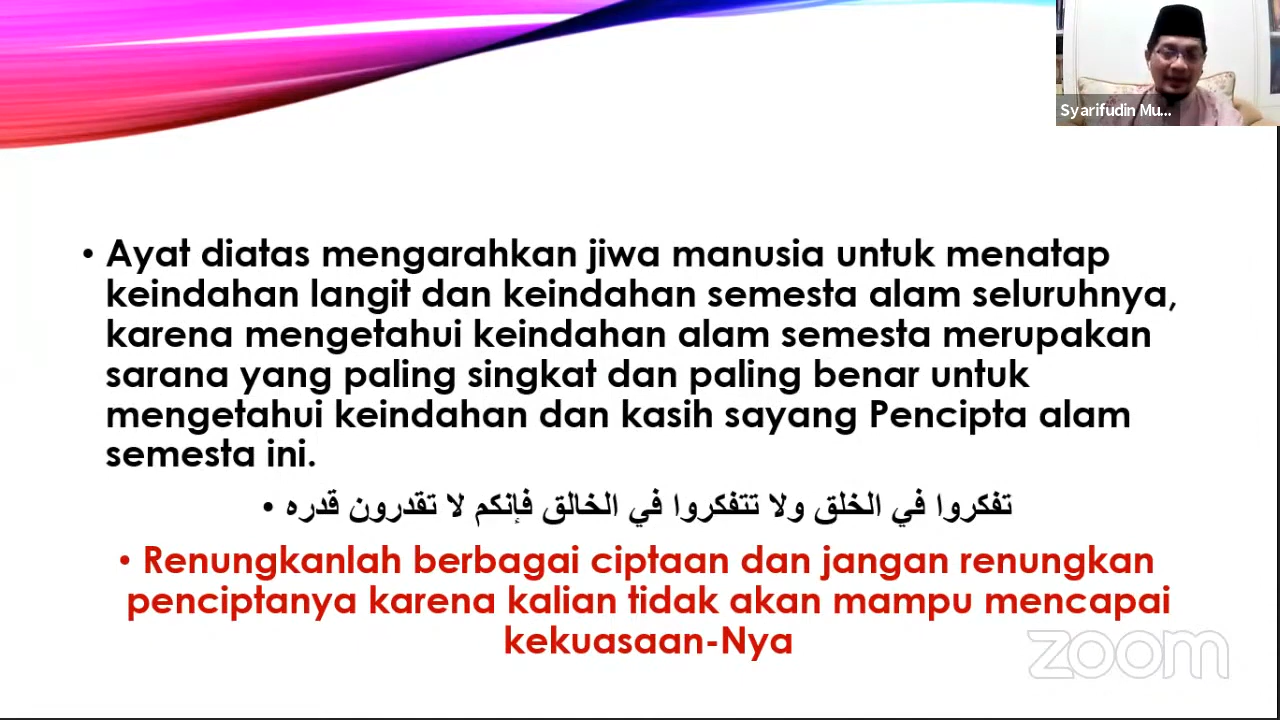 Syarifudin Mu...
• Ayat diatas mengarahkan jiwa manusia untuk menatap
keindahan langit dan keindahan semesta alam seluruhnya,
karena mengetahui keindahan alam semesta merupakan
sarana yang paling singkat dan paling benar untuk
mengetahui keindahan dan kasih sayang Pencipta alam
semesta ini.
تفكروا في الخلق ولا تتفكروا في الخالق فإنكم لا تقدرون قدره •
• Renungkanlah berbagai ciptaan dan jangan renungkan
penciptanya karena kalian tidak akan mampu mencapai
kekuasaan-Nya
zoom